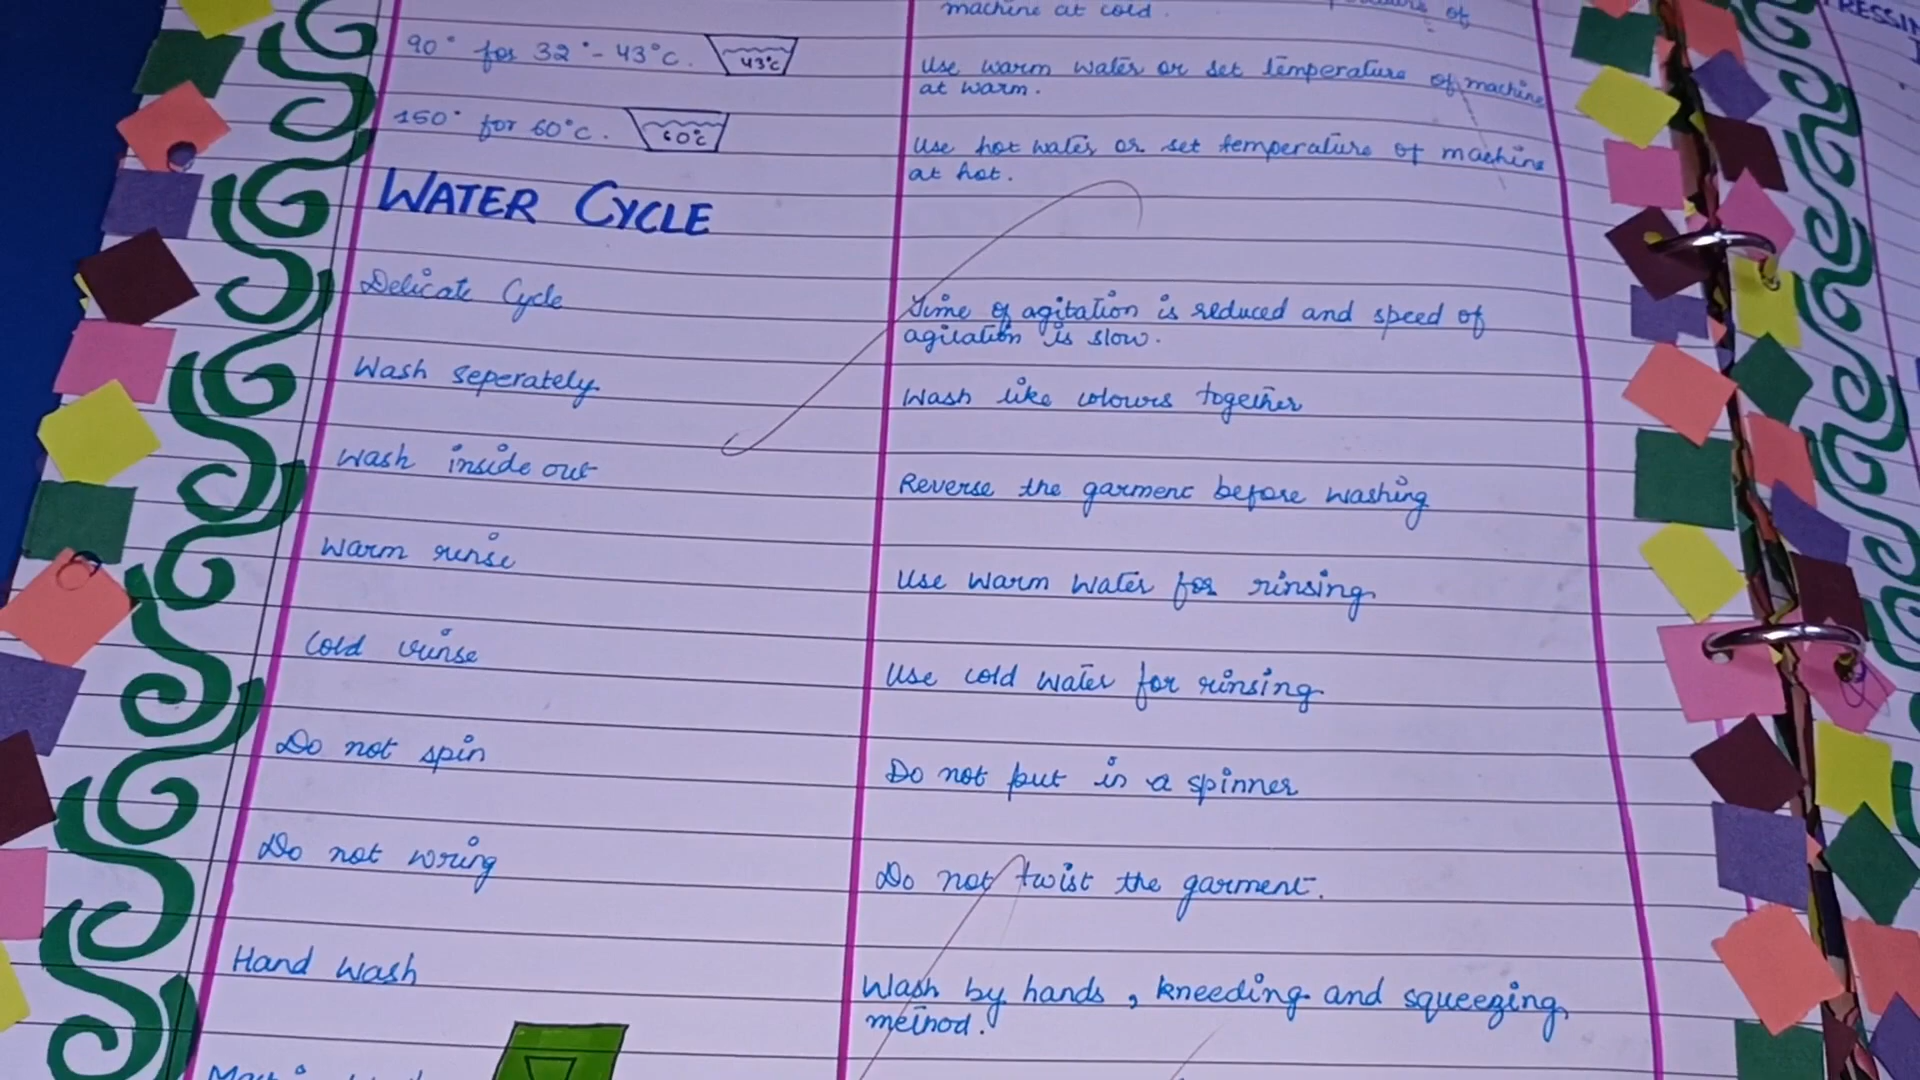 machine at cold.
90° for 32°-43°c. 43°c
Use warm water or set temperature of machine
at warm.
150° for 60°c. 60°c
Use hot water or set temperature of machine
at hot.
WATER CYCLE
Delicate Cycle
Time of agitation is reduced and speed of
agitation is slow.
Wash seperately.
Wash like colours together
Wash inside out
Reverse the garment before washing
Warm rinse
Use warm water for rinsing.
Cold rinse
Use cold water for rinsing.
Do not spin
Do not put in a spinner
Do not wring
Do not twist the garment.
Hand wash
Wash by hands, kneeding and squeezing
method.